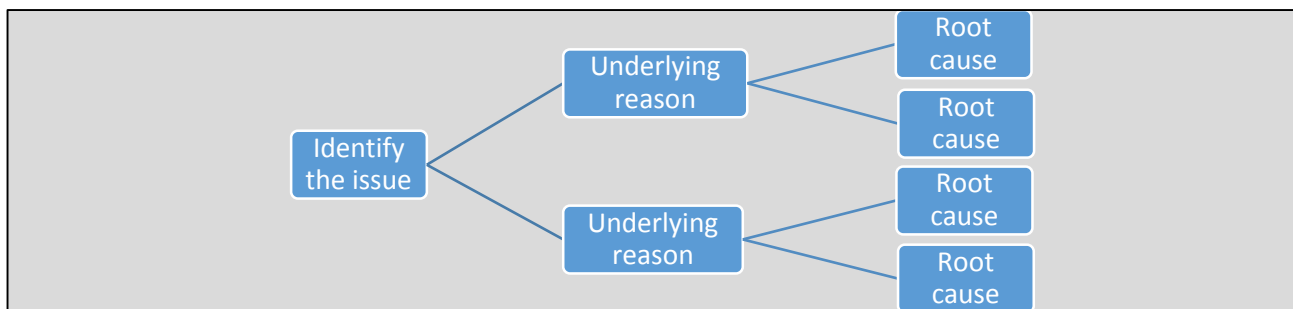 Identify
the issue
Underlying
reason
Root
cause
Root
cause
Underlying
reason
Root
cause
Root
cause